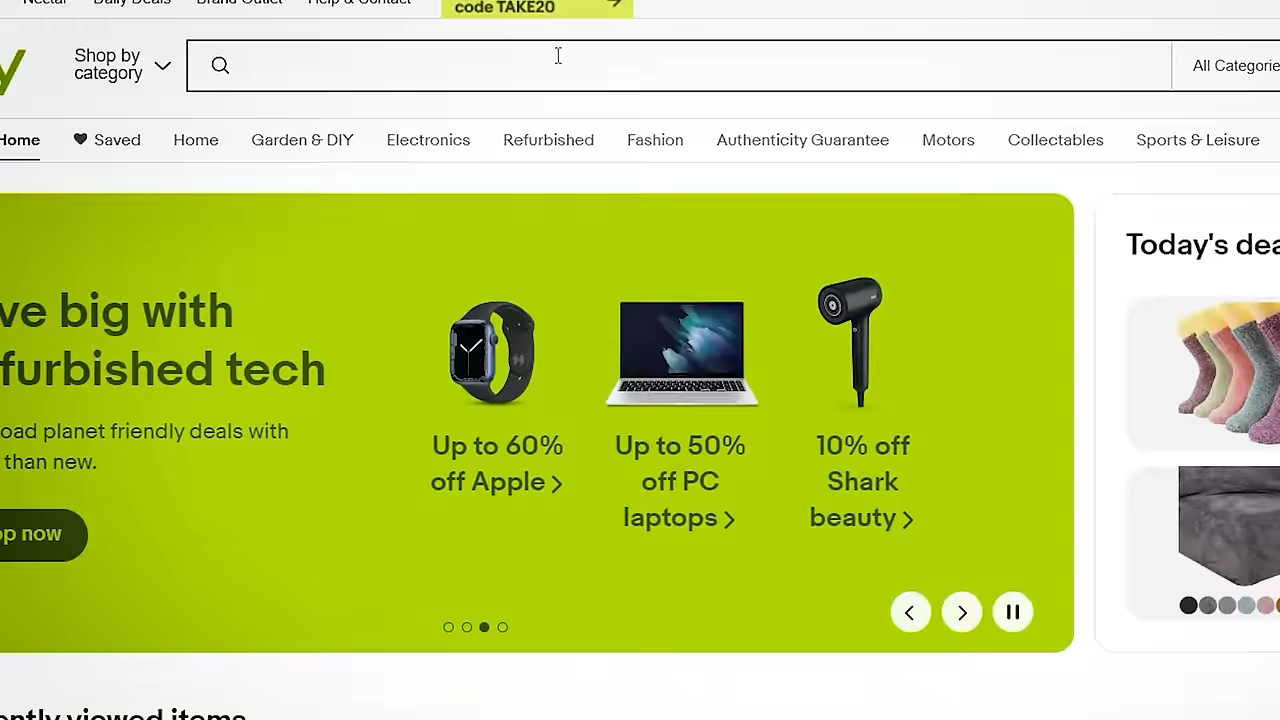 Nectar Daily Deals Brand Outlet Help & Contact
code TAKE20
y
Shop by
category
All Categorie
Home Saved Home Garden & DIY Electronics Refurbished Fashion Authenticity Guarantee Motors Collectables Sports & Leisure
ve big with
furbished tech
oad planet friendly deals with
than new.
op now
Up to 60%
off Apple
Up to 50%
off PC
laptops
10% off
Shark
beauty
Today's dea
ently viewed items